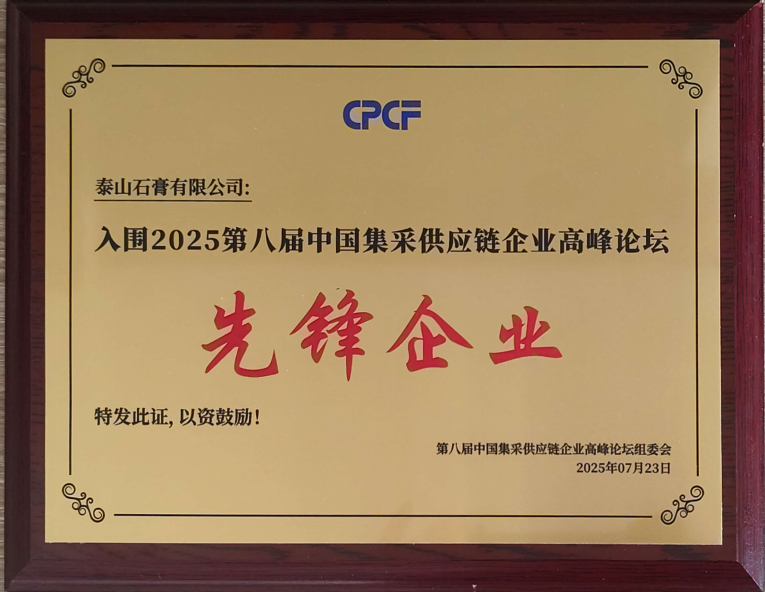 CPCF
泰山石膏有限公司:
入围2025第八届中国集采供应链企业高峰论坛
先锋企业
特发此证, 以资鼓励!
第八届中国集采供应链企业高峰论坛组委会
2025年07月23日